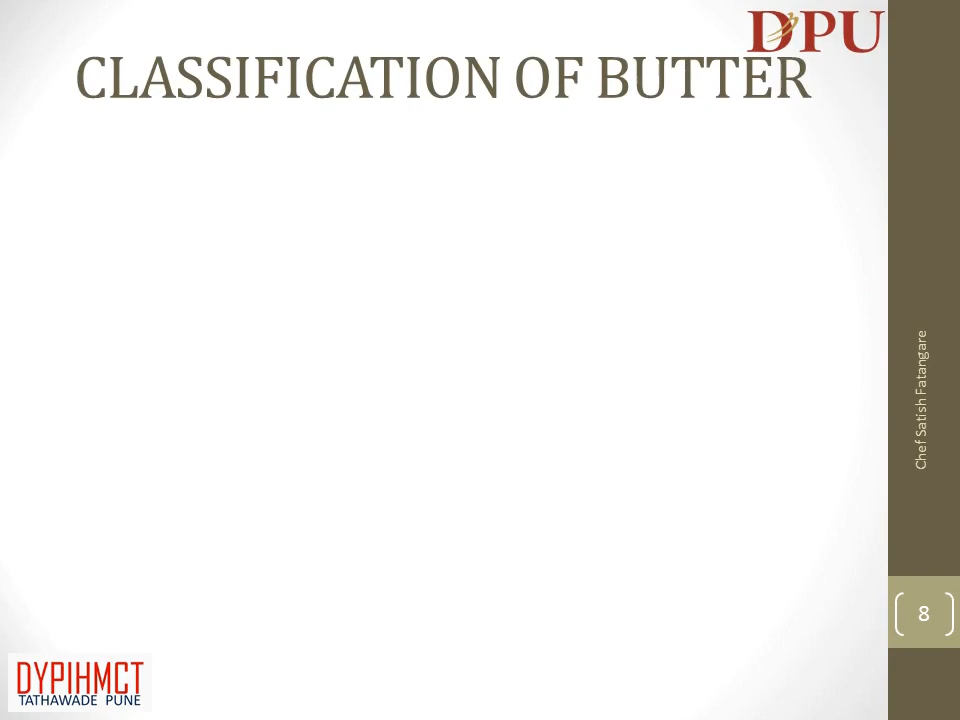 DPU
CLASSIFICATION OF BUTTER
Chef Satish Fatangare
8
DYPIHMCT
TATHAWADE PUNE